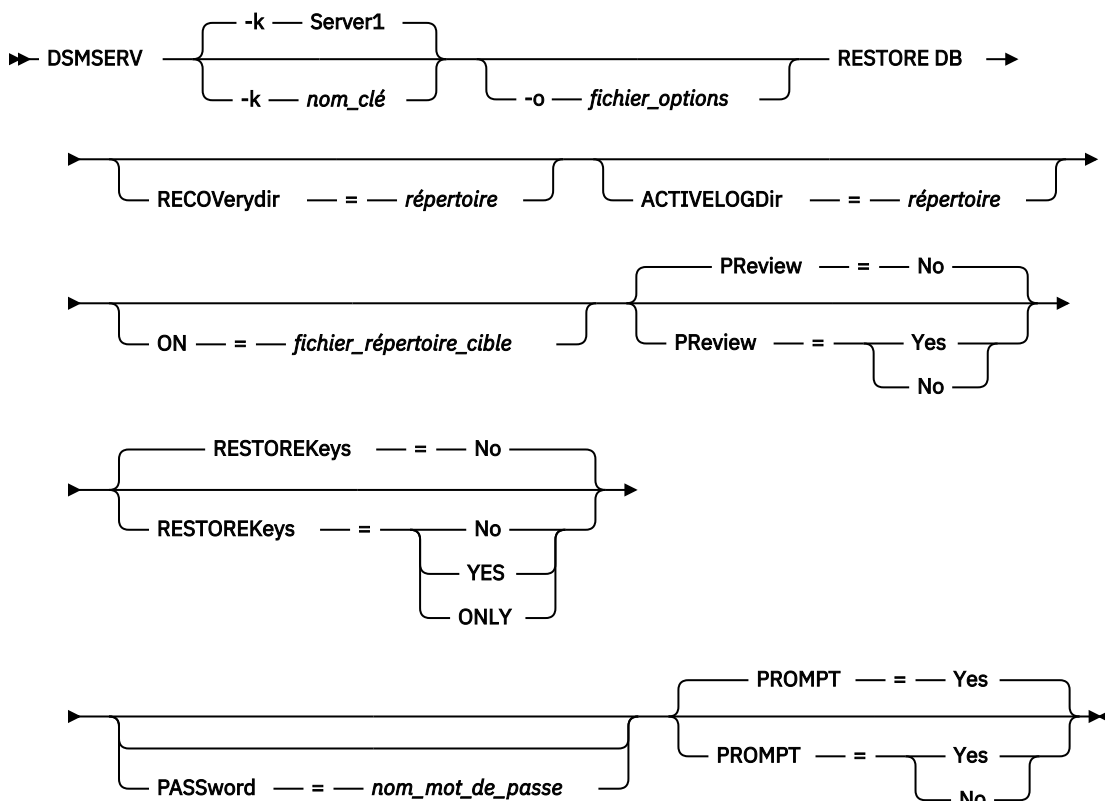 -k — Server1
DSMSERV
RESTORE DB
-k — nom_clé
-o — fichier_options
RECOVerydir — = — répertoire
ACTIVELOGDir — = — répertoire
PReview — = — No
ON — = — fichier_répertoire_cible
PReview — = Yes
No
RESTOREKeys — = — No
RESTOREKeys — = No
YES
ONLY
PROMPT — = — Yes
PROMPT — = Yes
PASSword — = — nom_mot_de_passe
No